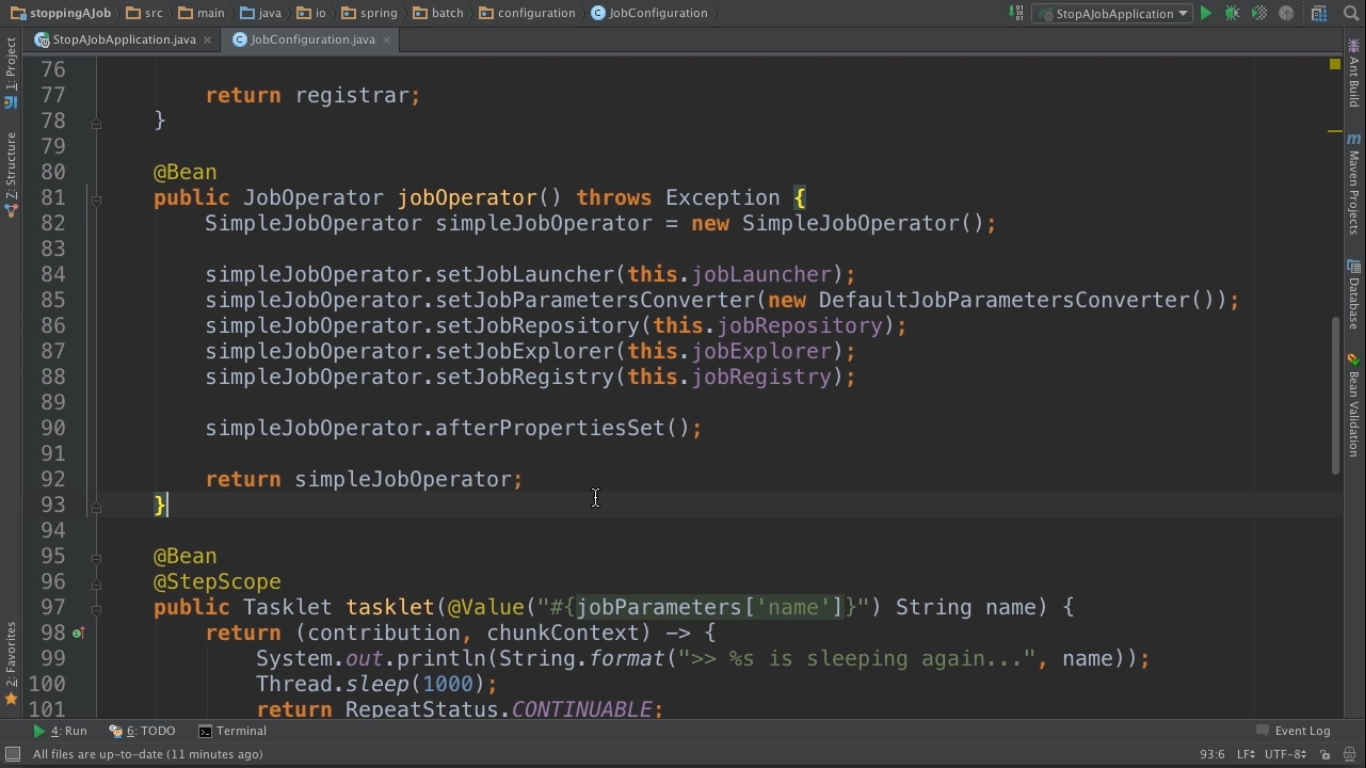 stoppingAJob src main java io spring batch configuration JobConfiguration StopAJobApplication
StopAJobApplication.java × JobConfiguration.java ×
76
77 return registrar;
78 }
79
80 @Bean
81 public JobOperator jobOperator() throws Exception {
82 SimpleJobOperator simpleJobOperator = new SimpleJobOperator();
83
84 simpleJobOperator.setJobLauncher(this.jobLauncher);
85 simpleJobOperator.setJobParametersConverter(new DefaultJobParametersConverter());
86 simpleJobOperator.setJobRepository(this.jobRepository);
87 simpleJobOperator.setJobExplorer(this.jobExplorer);
88 simpleJobOperator.setJobRegistry(this.jobRegistry);
89
90 simpleJobOperator.afterPropertiesSet();
91
92 return simpleJobOperator;
93 }
94
95 @Bean
96 @StepScope
97 public Tasklet tasklet(@Value("#{jobParameters['name']}") String name) {
98 return (contribution, chunkContext) -> {
99 System.out.println(String.format(">> %s is sleeping again...", name));
100 Thread.sleep(1000);
101 return RepeatStatus.CONTINUABLE;
1: Project
7: Structure
2: Favorites
Ant Build
m Maven Projects
Database
Bean Validation
4: Run 6: TODO Terminal Event Log
All files are up-to-date (11 minutes ago) 93:6 LF÷ UTF-8÷